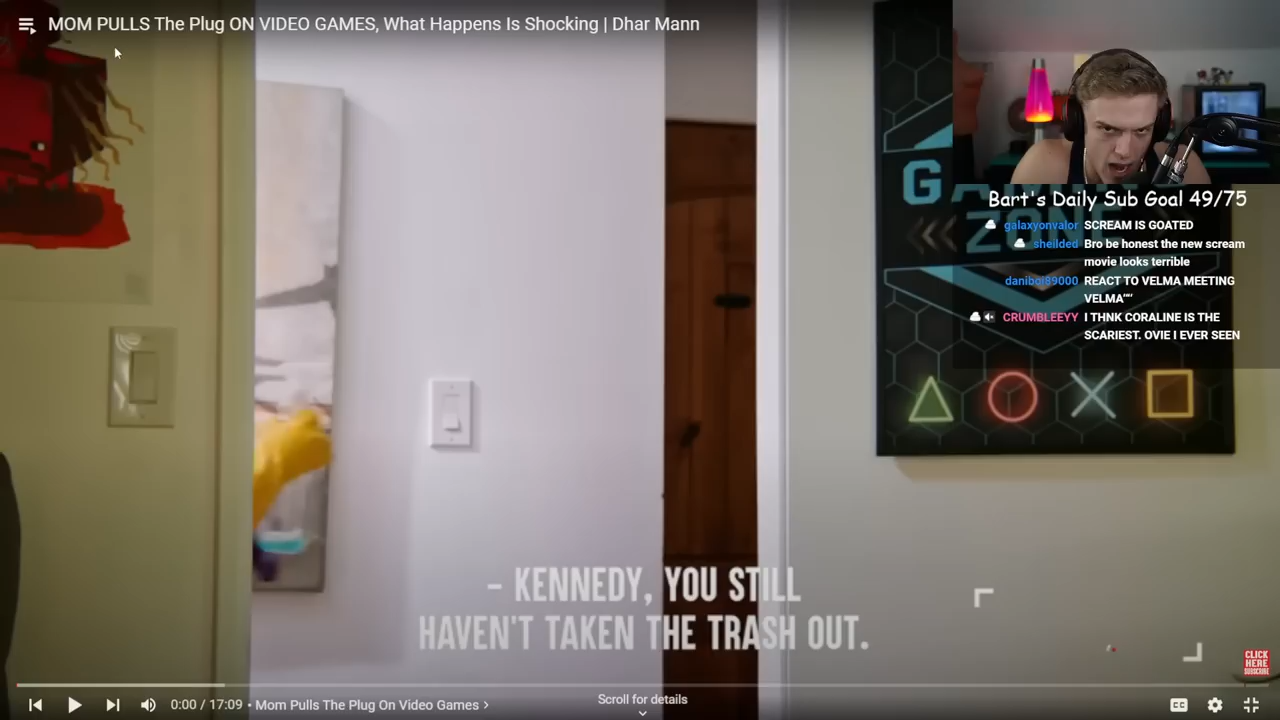 MOM PULLS The Plug ON VIDEO GAMES, What Happens Is Shocking | Dhar Mann
Bart's Daily Sub Goal 49/75
galaxyonvalor SCREAM IS GOATED
sheilded Bro be honest the new scream
movie looks terrible
daniboi89000 REACT TO VELMA MEETING
VELMA""
CRUMBLEEYY I THNK CORALINE IS THE
SCARIEST. OVIE I EVER SEEN
ZONE
- KENNEDY, YOU STILL
HAVEN'T TAKEN THE TRASH OUT.
CLICK
HERE
Scroll for details
0:00 / 17:09 • Mom Pulls The Plug On Video Games >
CC